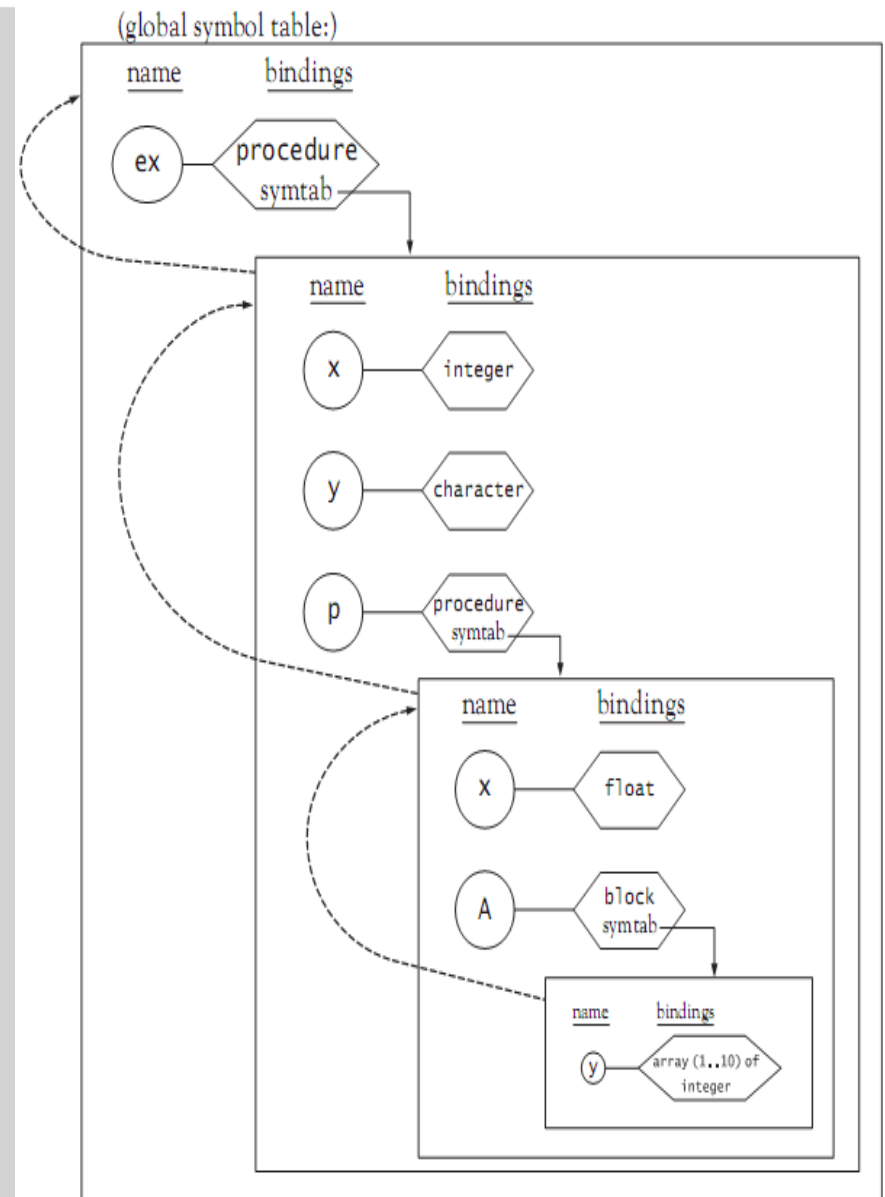 (global symbol table:)
name bindings
ex procedure
symtab
name bindings
x integer
y character
p procedure
symtab
name bindings
x float
A block
symtab
name bindings
y array (1..10) of
integer